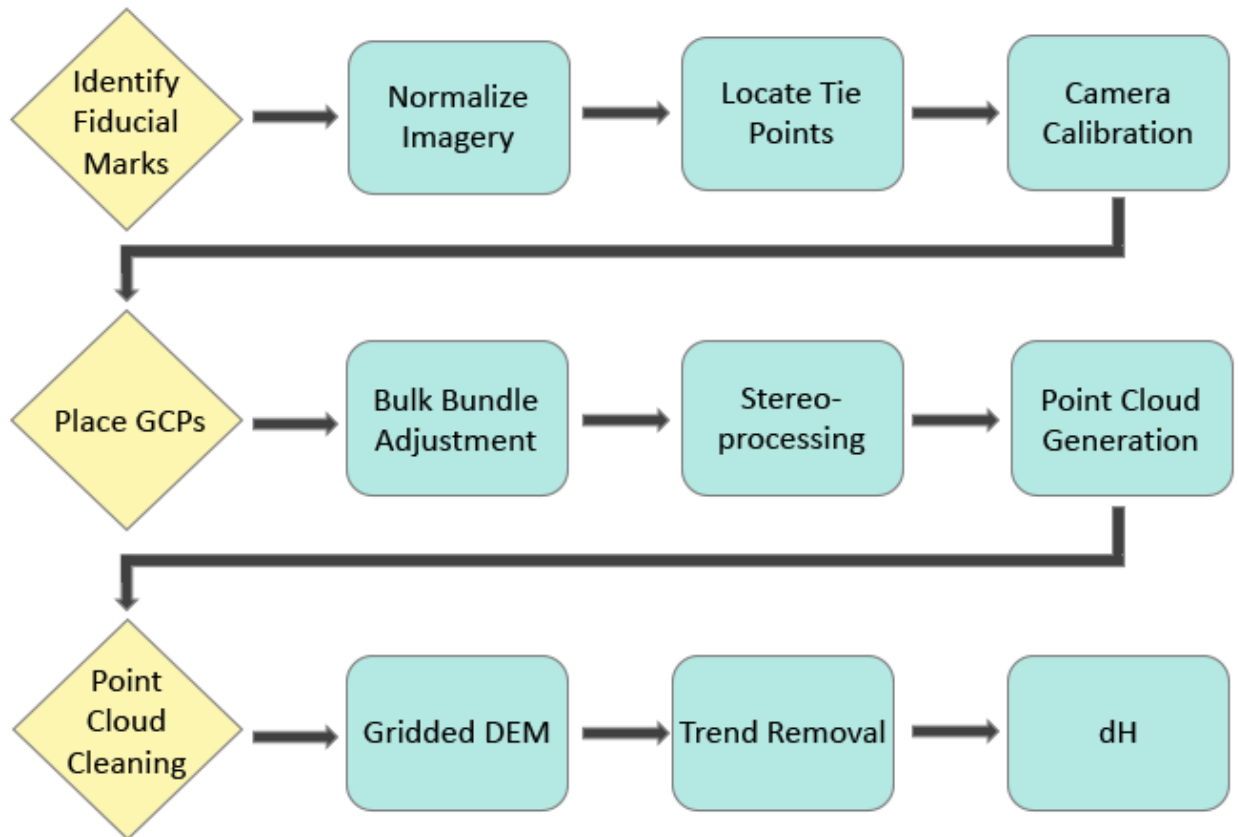 Identify
Fiducial
Marks
Normalize
Imagery
Locate Tie
Points
Camera
Calibration
Place GCPs
Bulk Bundle
Adjustment
Stereo-
processing
Point Cloud
Generation
Point
Cloud
Cleaning
Gridded DEM
Trend Removal
dH